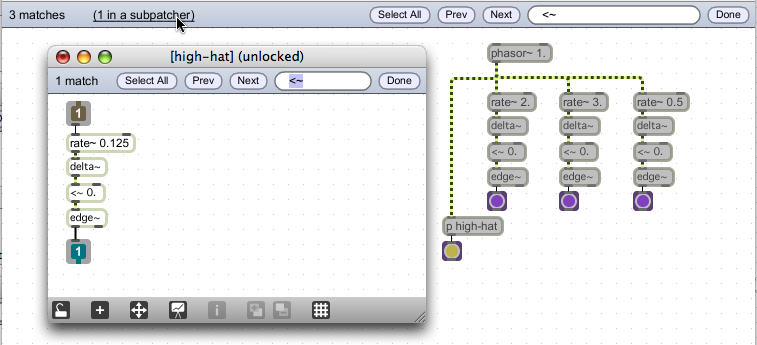 3 matches (1 in a subpatcher) Select All Prev Next <~ Done
[high-hat] (unlocked)
1 match Select All Prev Next <~ Done
1
rate~ 0.125
delta~
<~ 0.
edge~
1
phasor~ 1.
rate~ 2. rate~ 3. rate~ 0.5
delta~ delta~ delta~
<~ 0. <~ 0. <~ 0.
edge~ edge~ edge~
p high-hat